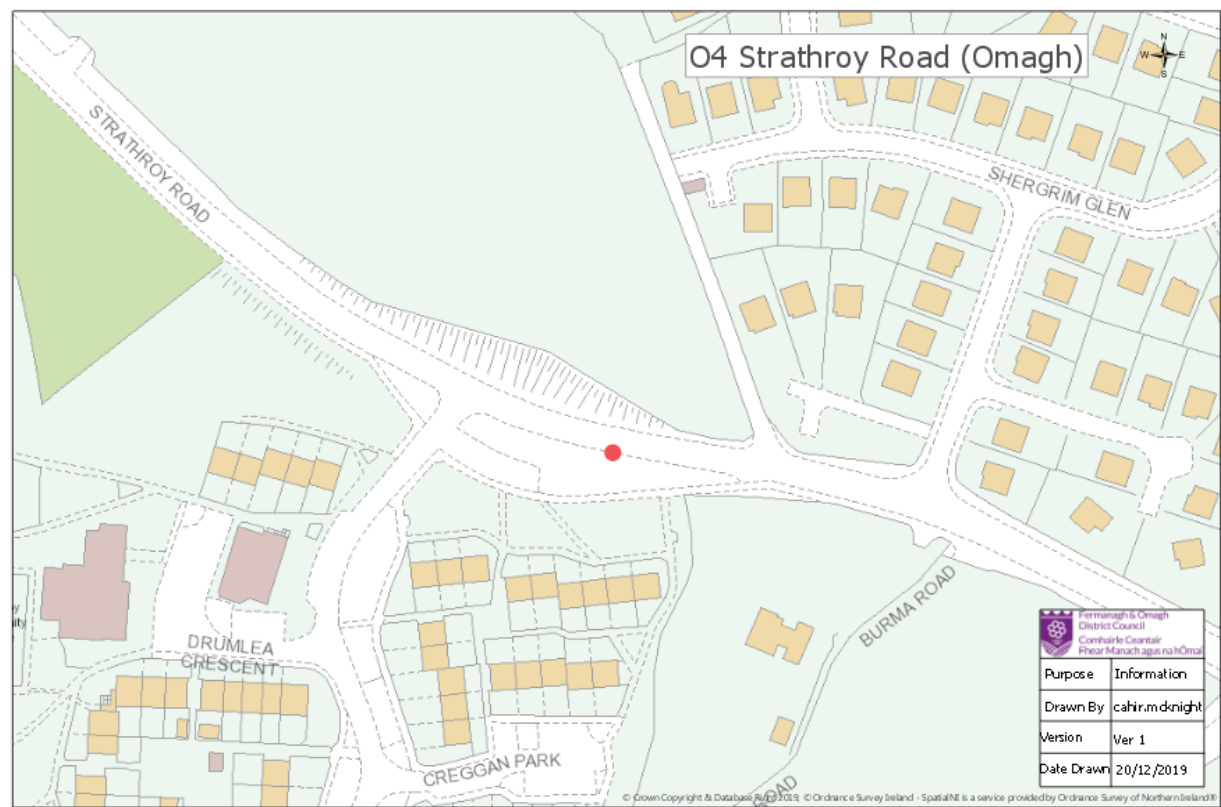 O4 Strathroy Road (Omagh)
N
W E
S
STRATHROY ROAD
SHERGRIM GLEN
BURMA ROAD
DRUMLEA
CRESCENT
CREGGAN PARK
ROAD
Fermanagh & Omagh
District Council
Comhairle Ceantair
Fhear Manach agus na hÓmaí
Purpose Information
Drawn By cahir.mcknight
Version Ver 1
Date Drawn 20/12/2019
© Crown Copyright & Database Right 2019, © Ordnance Survey Ireland - SpatialNI is a service provided by Ordnance Survey of Northern Ireland®